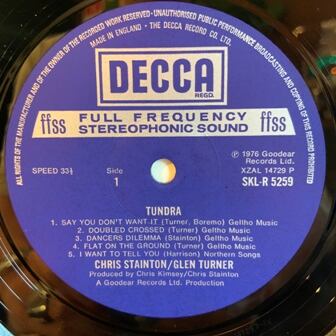 ALL RIGHTS RESERVED · UNAUTHORISED PUBLIC PERFORMANCE, BROADCASTING AND COPYING OF THIS RECORD PROHIBITED
OF THE MANUFACTURER AND OF THE OWNER OF THE RECORDED WORK RESERVED
MADE IN ENGLAND · THE DECCA RECORD CO. LTD.
DECCA
REGD.
ffss FULL FREQUENCY STEREOPHONIC SOUND ffss
SPEED 33⅓
Side 1
℗ 1976 Goodear Records Ltd.
XZAL 14729 P
SKL-R 5259
TUNDRA
1. SAY YOU DON'T WANT IT (Turner, Boremo) Geltho Music
2. DOUBLED CROSSED (Turner) Geltho Music
3. DANCERS DILEMMA (Stainton) Geltho Music
4. FLAT ON THE GROUND (Turner) Geltho Music
5. I WANT TO TELL YOU (Harrison) Northern Songs
CHRIS STAINTON/GLEN TURNER
Produced by Chris Kimsey/Chris Stainton
A Goodear Records Ltd. Production